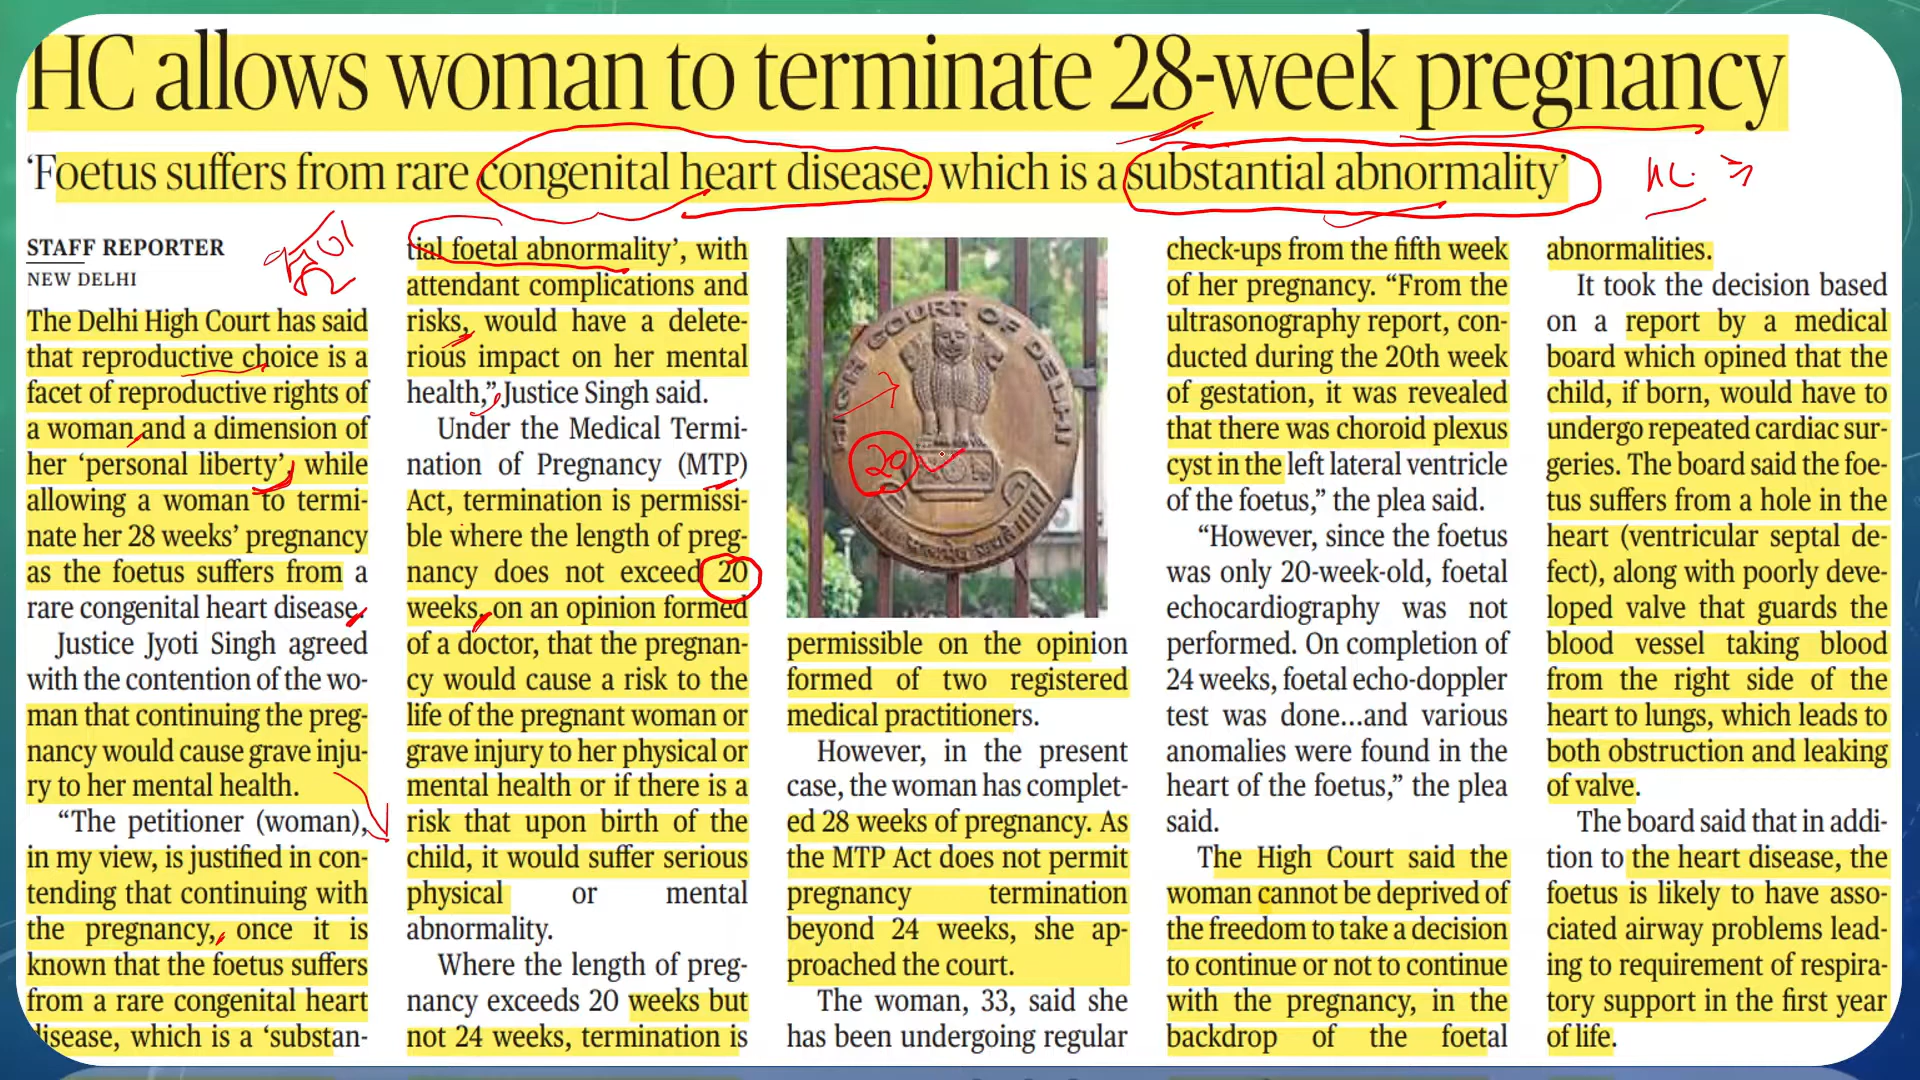 HC allows woman to terminate 28-week pregnancy
‘Foetus suffers from rare congenital heart disease, which is a substantial abnormality’
HC
STAFF REPORTER
NEW DELHI
The Delhi High Court has said
that reproductive choice is a
facet of reproductive rights of
a woman and a dimension of
her ‘personal liberty’, while
allowing a woman to termi-
nate her 28 weeks’ pregnancy
as the foetus suffers from a
rare congenital heart disease.
Justice Jyoti Singh agreed
with the contention of the wo-
man that continuing the preg-
nancy would cause grave inju-
ry to her mental health.
“The petitioner (woman),
in my view, is justified in con-
tending that continuing with
the pregnancy, once it is
known that the foetus suffers
from a rare congenital heart
disease, which is a ‘substan-
tial foetal abnormality’, with
attendant complications and
risks, would have a delete-
rious impact on her mental
health,” Justice Singh said.
Under the Medical Termi-
nation of Pregnancy (MTP)
Act, termination is permissi-
ble where the length of preg-
nancy does not exceed 20
weeks, on an opinion formed
of a doctor, that the pregnan-
cy would cause a risk to the
life of the pregnant woman or
grave injury to her physical or
mental health or if there is a
risk that upon birth of the
child, it would suffer serious
physical or mental
abnormality.
Where the length of preg-
nancy exceeds 20 weeks but
not 24 weeks, termination is
HIGH COURT OF DELHI
20
permissible on the opinion
formed of two registered
medical practitioners.
However, in the present
case, the woman has complet-
ed 28 weeks of pregnancy. As
the MTP Act does not permit
pregnancy termination
beyond 24 weeks, she ap-
proached the court.
The woman, 33, said she
has been undergoing regular
check-ups from the fifth week
of her pregnancy. “From the
ultrasonography report, con-
ducted during the 20th week
of gestation, it was revealed
that there was choroid plexus
cyst in the left lateral ventricle
of the foetus,” the plea said.
“However, since the foetus
was only 20-week-old, foetal
echocardiography was not
performed. On completion of
24 weeks, foetal echo-doppler
test was done...and various
anomalies were found in the
heart of the foetus,” the plea
said.
The High Court said the
woman cannot be deprived of
the freedom to take a decision
to continue or not to continue
with the pregnancy, in the
backdrop of the foetal
abnormalities.
It took the decision based
on a report by a medical
board which opined that the
child, if born, would have to
undergo repeated cardiac sur-
geries. The board said the foe-
tus suffers from a hole in the
heart (ventricular septal de-
fect), along with poorly deve-
loped valve that guards the
blood vessel taking blood
from the right side of the
heart to lungs, which leads to
both obstruction and leaking
of valve.
The board said that in addi-
tion to the heart disease, the
foetus is likely to have asso-
ciated airway problems lead-
ing to requirement of respira-
tory support in the first year
of life.